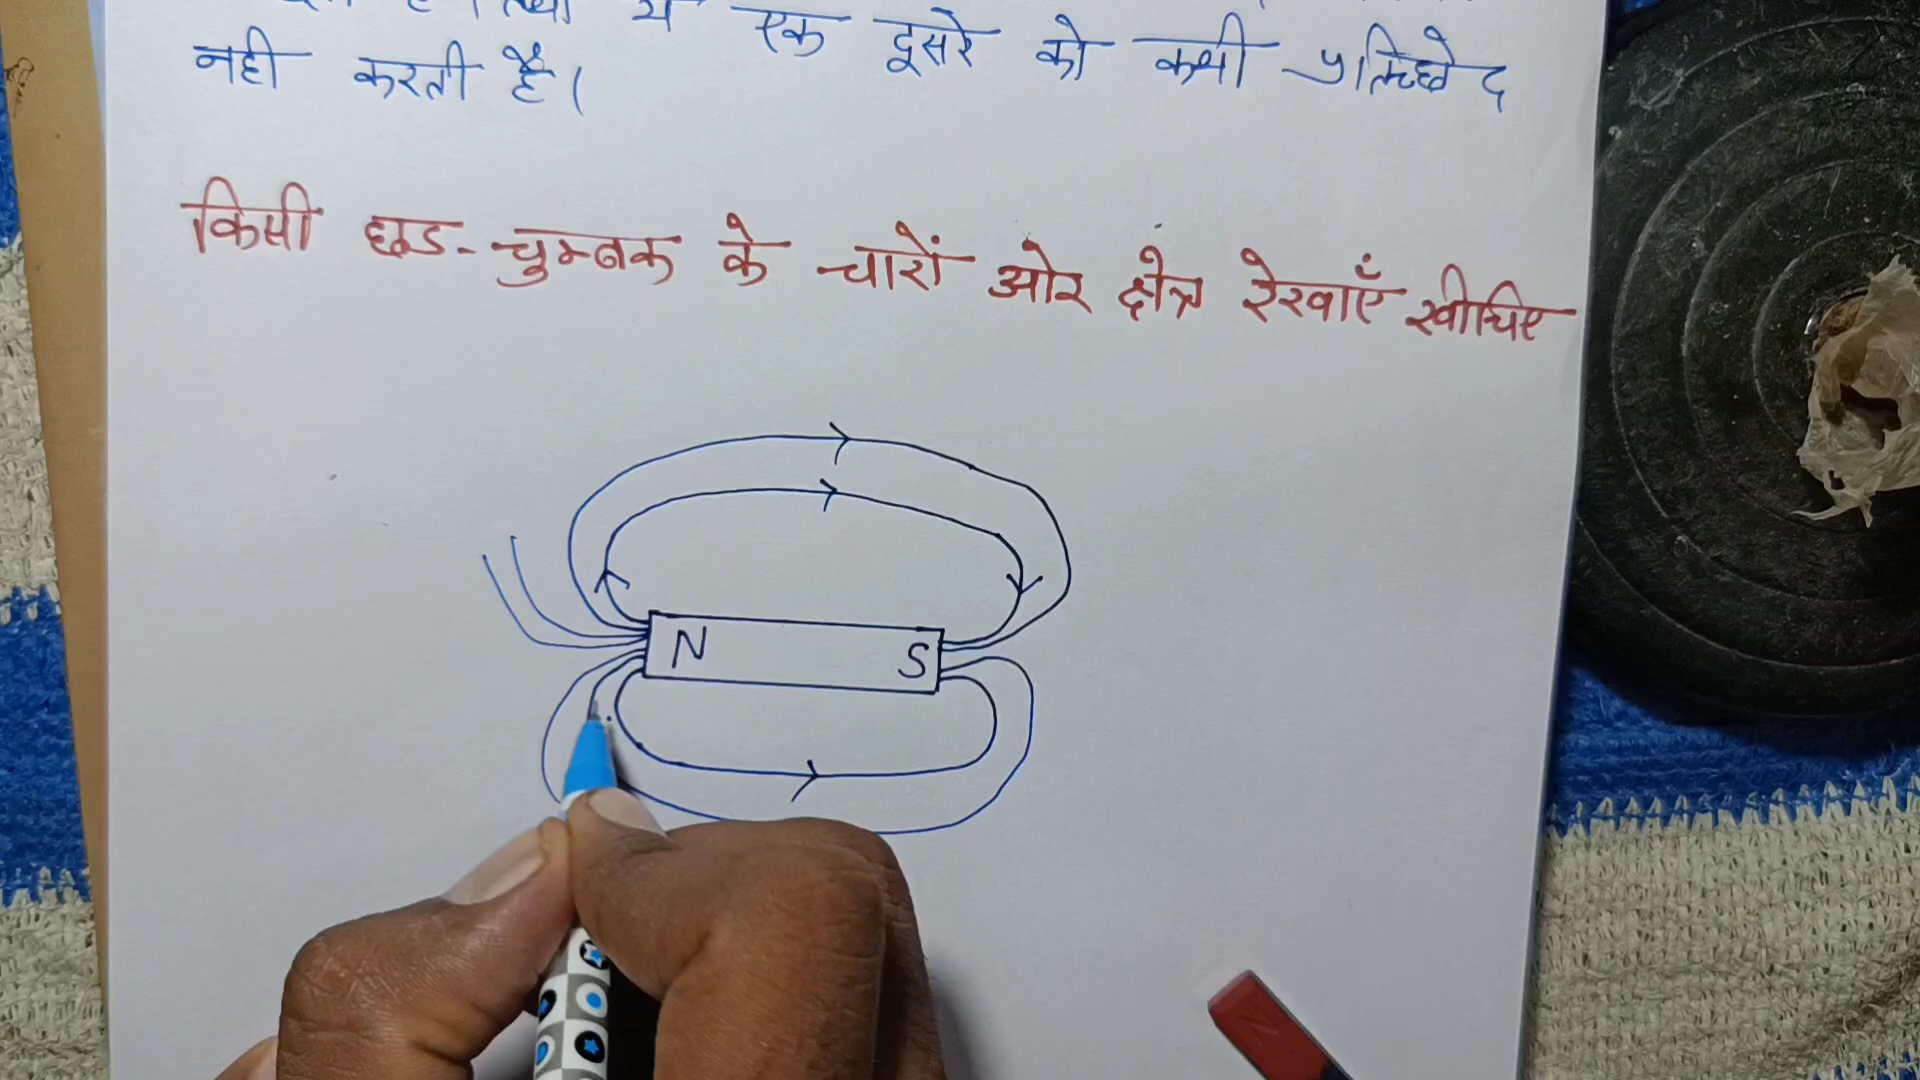 एक दूसरे को कभी प्रतिच्छेद
नही करती है।
किसी छड-चुम्बक के चारों ओर क्षेत्र रेखाएँ खीचिए
N S